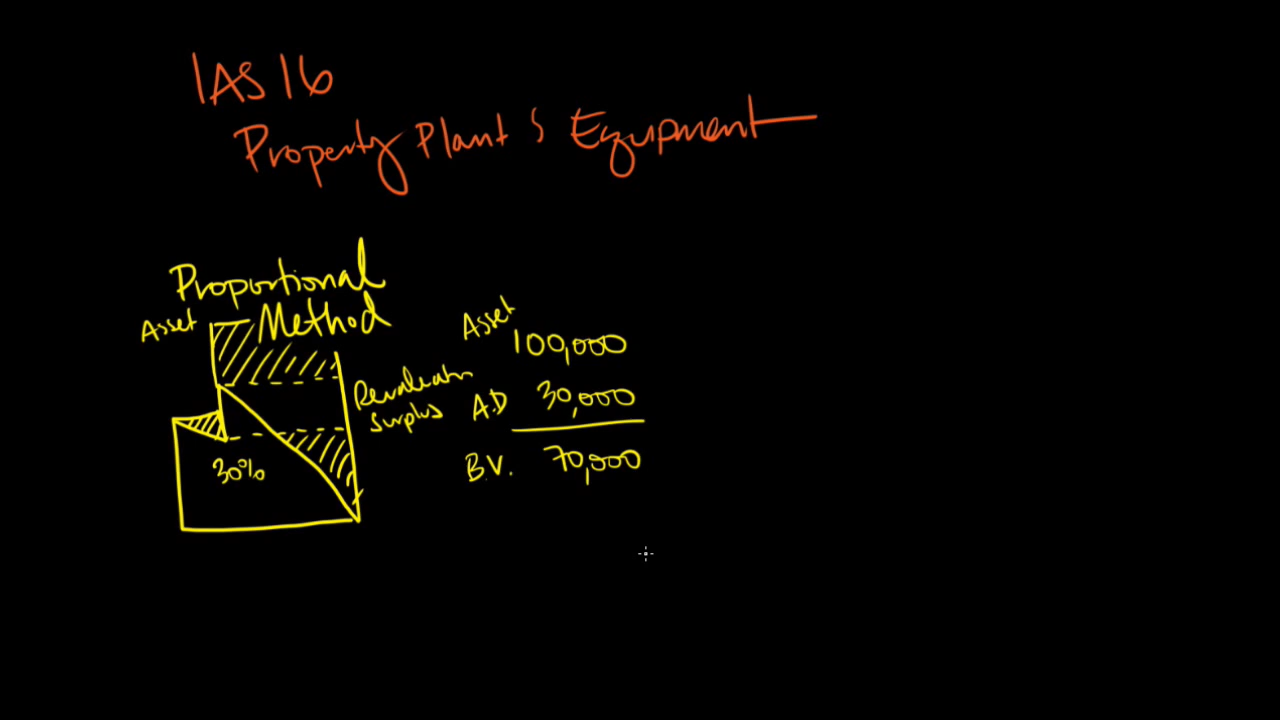 IAS 16
Property Plant & Equipment
Proportional
Method
Asset
Revaluation
surplus
30%
Asset
100,000
A.D 30,000
B.V. 70,000